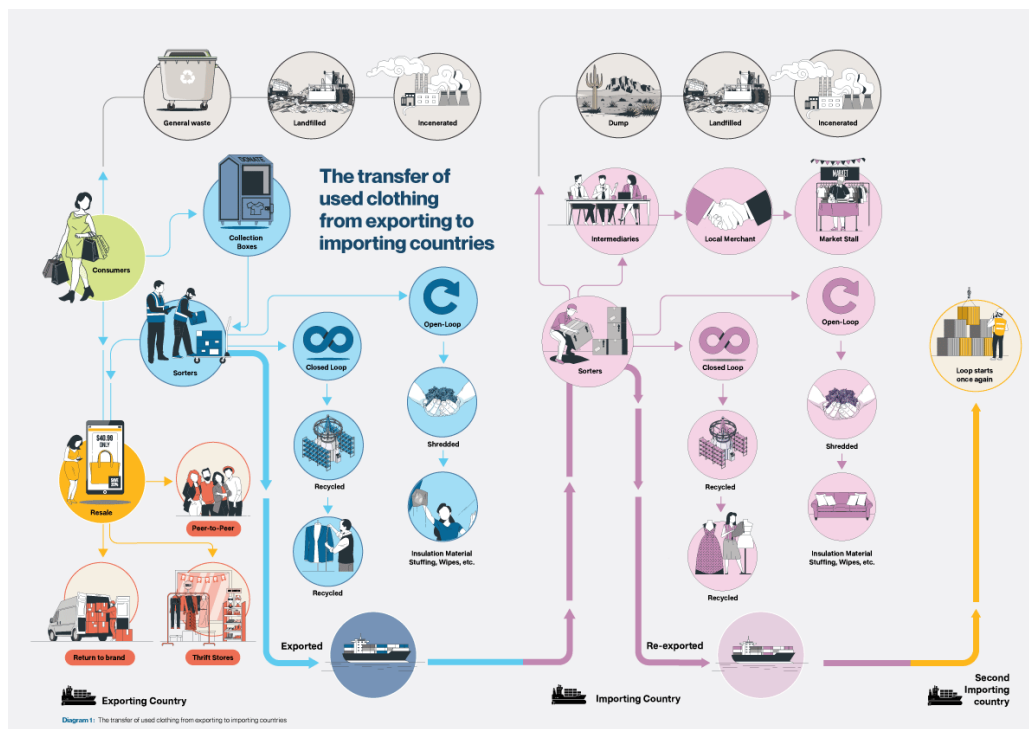 General waste
Landfilled
Incenerated
Dump
Landfilled
Incenerated
DONATE
Collection
Boxes
The transfer of
used clothing
from exporting to
importing countries
Consumers
MARKET
Intermediaries
Local Merchant
Market Stall
Sorters
Closed Loop
Open-Loop
Sorters
Closed Loop
Open-Loop
Loop starts
once again
$40.99
ONLY
SAVE
20%
Resale
Peer-to-Peer
Return to brand
Thrift Stores
Recycled
Recycled
Shredded
Insulation Material
Stuffing, Wipes, etc.
Recycled
Recycled
Shredded
Insulation Material
Stuffing, Wipes, etc.
Exported
Re-exported
Exporting Country
Importing Country
Second
Importing
country
Diagram 1: The transfer of used clothing from exporting to importing countries